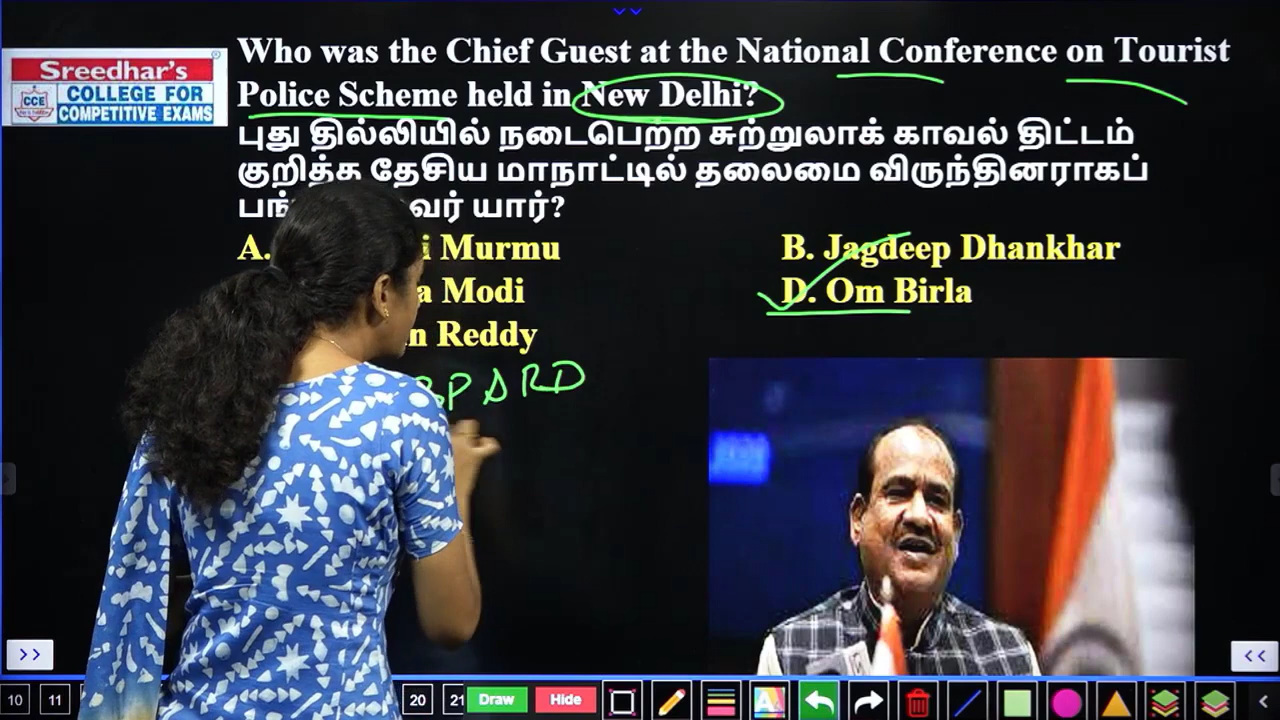 Who was the Chief Guest at the National Conference on Tourist
Police Scheme held in New Delhi?
Sreedhar's
CCE
COLLEGE FOR
COMPETITIVE EXAMS
புது தில்லியில் நடைபெற்ற சுற்றுலாக் காவல் திட்டம்
குறித்த தேசிய மாநாட்டில் தலைமை விருந்தினராகப்
யார்?
A. Murmu
B. Jagdeep Dhankhar
Modi
D. Om Birla
Reddy
BPARD
>>
<<
10 11 20 21 Draw Hide